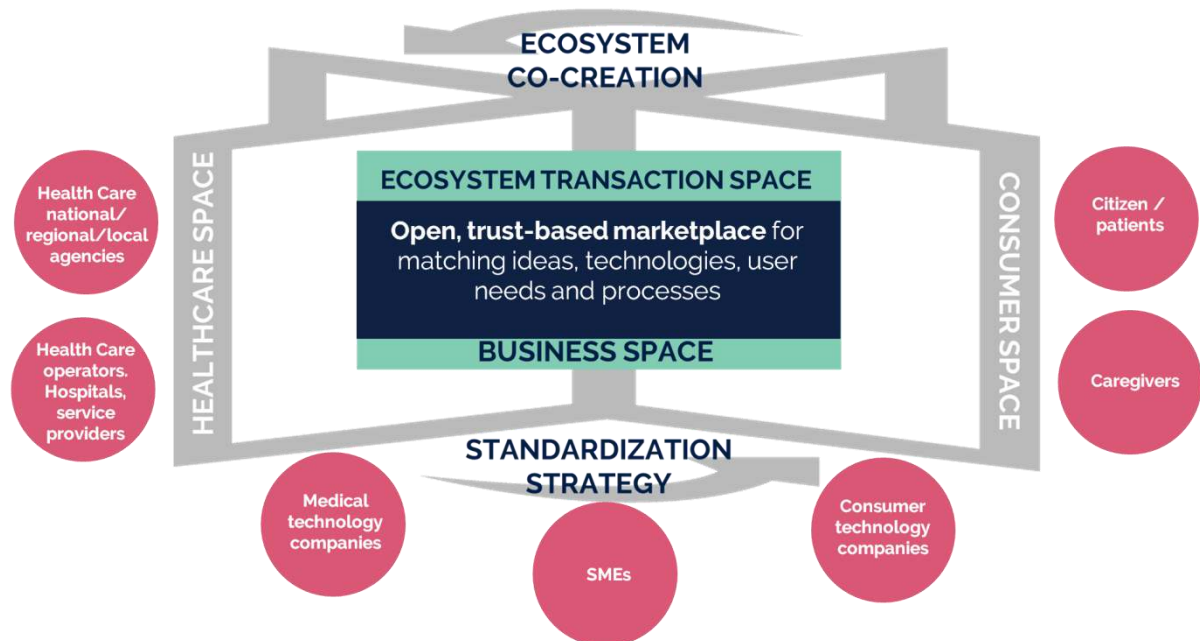 ECOSYSTEM
CO-CREATION
HEALTHCARE SPACE
ECOSYSTEM TRANSACTION SPACE
Open, trust-based marketplace for
matching ideas, technologies, user
needs and processes
BUSINESS SPACE
CONSUMER SPACE
Health Care
national/
regional/local
agencies
Citizen /
patients
Health Care
operators.
Hospitals,
service
providers
Caregivers
STANDARDIZATION
STRATEGY
Medical
technology
companies
SMEs
Consumer
technology
companies